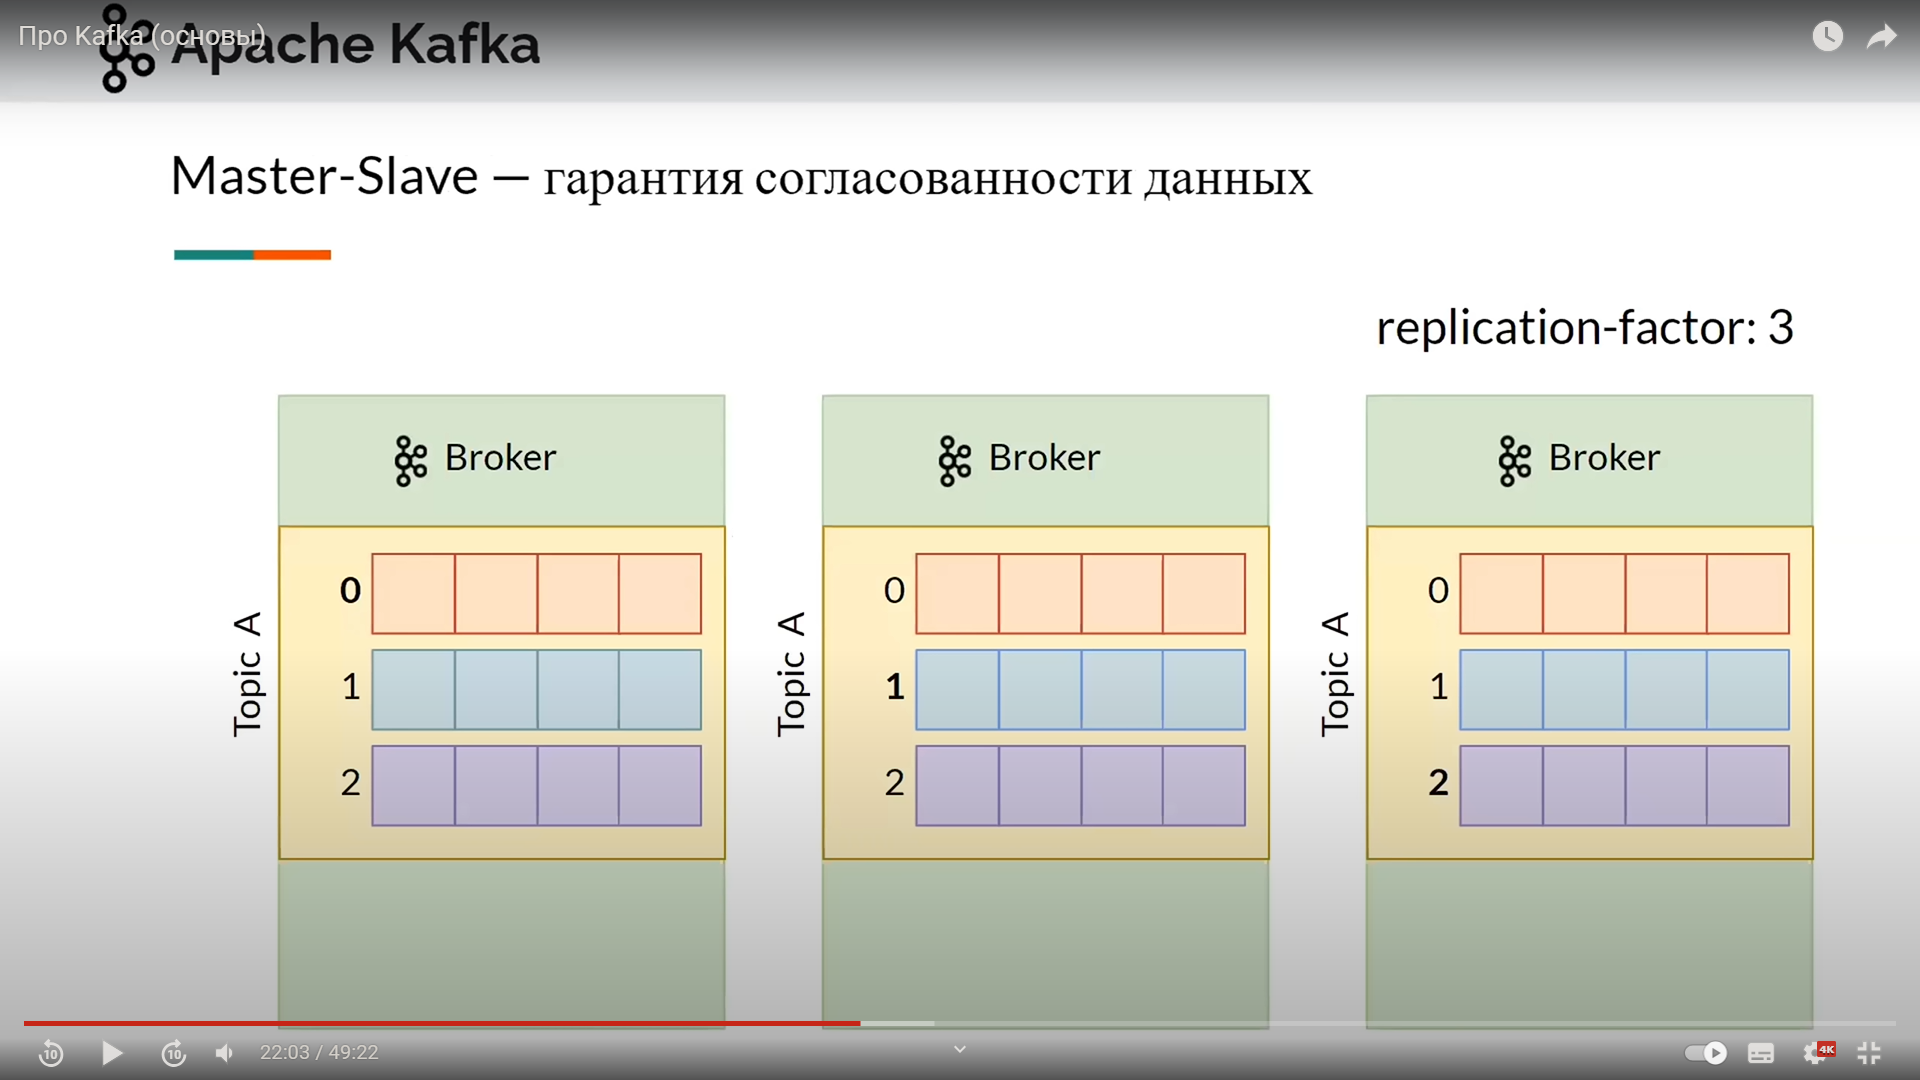 Про Kafka (основы)
Apache Kafka
Master-Slave — гарантия согласованности данных
replication-factor: 3
Broker
Broker
Broker
Topic A
0
1
2
Topic A
0
1
2
Topic A
0
1
2
10
10
22:03 / 49:22
4K